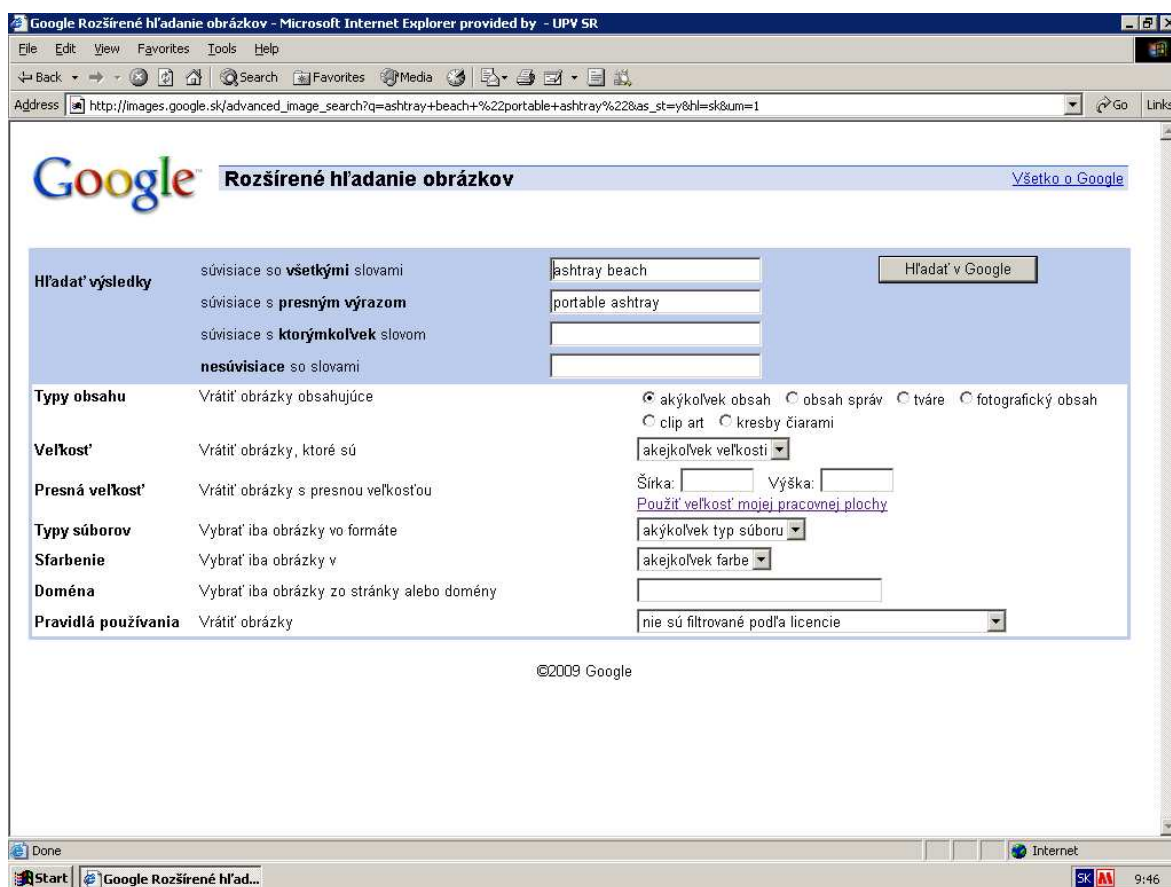 Google Rozšírené hľadanie obrázkov - Microsoft Internet Explorer provided by - UPV SR
File Edit View Favorites Tools Help
Back Search Favorites Media
Address http://images.google.sk/advanced_image_search?q=ashtray+beach+%22portable+ashtray%22&as_st=y&hl=sk&um=1 Go Links
Google™ Rozšírené hľadanie obrázkov Všetko o Google
Hľadať výsledky súvisiace so všetkými slovami ashtray beach Hľadať v Google
súvisiace s presným výrazom portable ashtray
súvisiace s ktorýmkoľvek slovom
nesúvisiace so slovami
Typy obsahu Vrátiť obrázky obsahujúce akýkoľvek obsah obsah správ tváre fotografický obsah
clip art kresby čiarami
Veľkosť Vrátiť obrázky, ktoré sú akejkoľvek veľkosti
Presná veľkosť Vrátiť obrázky s presnou veľkosťou Šírka: Výška:
Použiť veľkosť mojej pracovnej plochy
Typy súborov Vybrať iba obrázky vo formáte akýkoľvek typ súboru
Sfarbenie Vybrať iba obrázky v akejkoľvek farbe
Doména Vybrať iba obrázky zo stránky alebo domény
Pravidlá používania Vrátiť obrázky nie sú filtrované podľa licencie
©2009 Google
Done Internet
Start Google Rozšírené hľad... SK 9:46